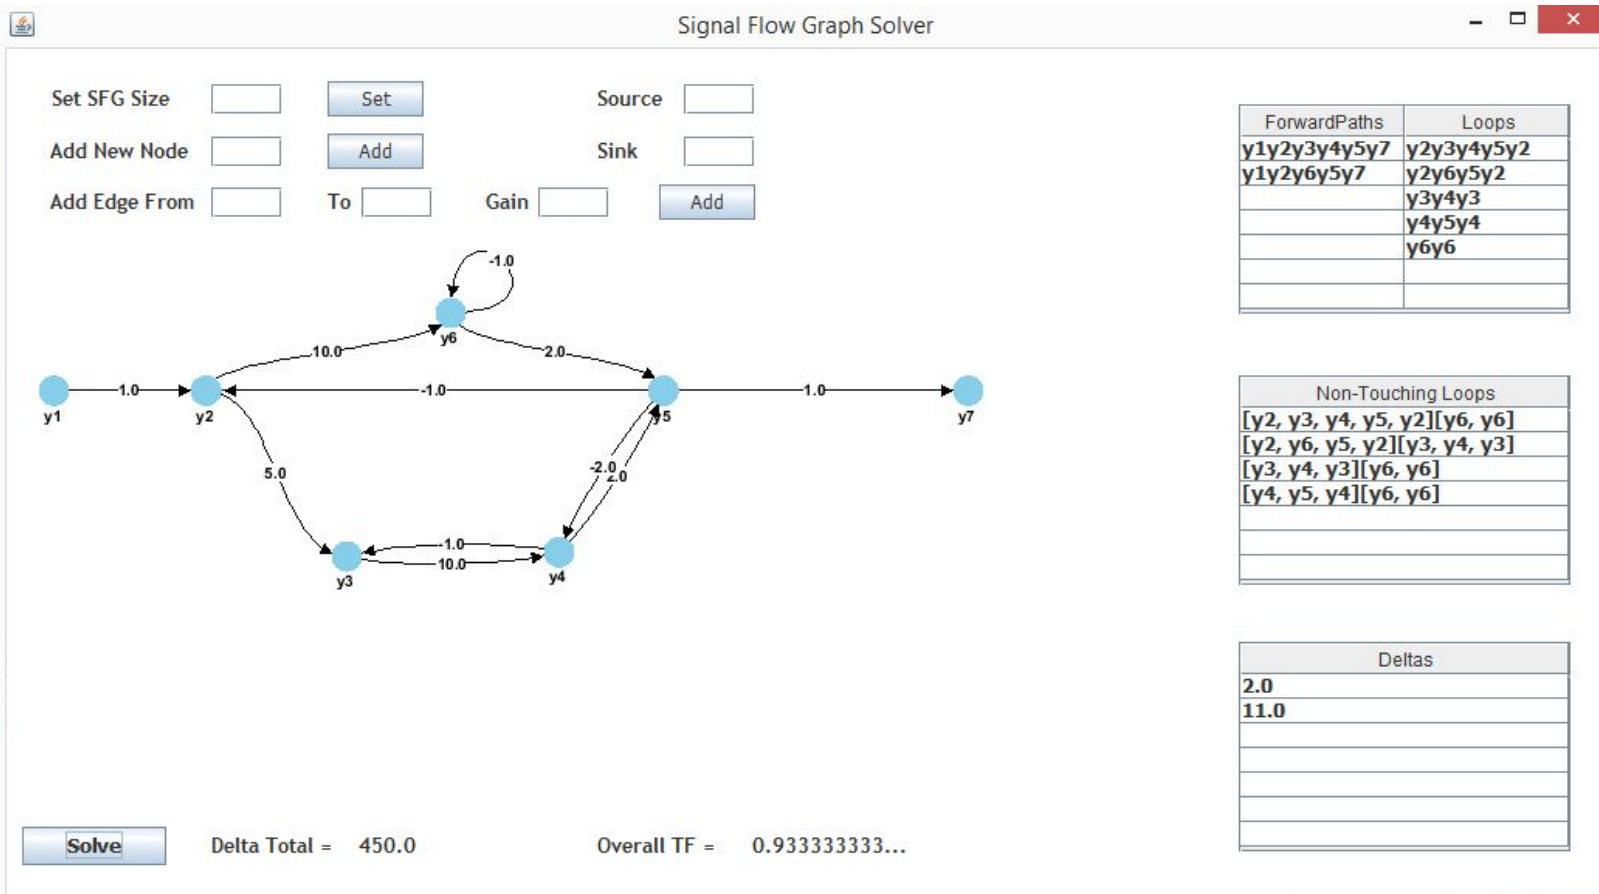 Signal Flow Graph Solver
Set SFG Size Set Source
Add New Node Add Sink
Add Edge From To Gain Add
ForwardPaths Loops
y1y2y3y4y5y7 y2y3y4y5y2
y1y2y6y5y7 y2y6y5y2
y3y4y3
y4y5y4
y6y6
-1.0
y6
10.0 2.0
1.0 -1.0 1.0
y1 y2 y5 y7
5.0 -2.0 2.0
-1.0
10.0
y3 y4
Non-Touching Loops
[y2, y3, y4, y5, y2][y6, y6]
[y2, y6, y5, y2][y3, y4, y3]
[y3, y4, y3][y6, y6]
[y4, y5, y4][y6, y6]
Deltas
2.0
11.0
Solve Delta Total = 450.0 Overall TF = 0.933333333...